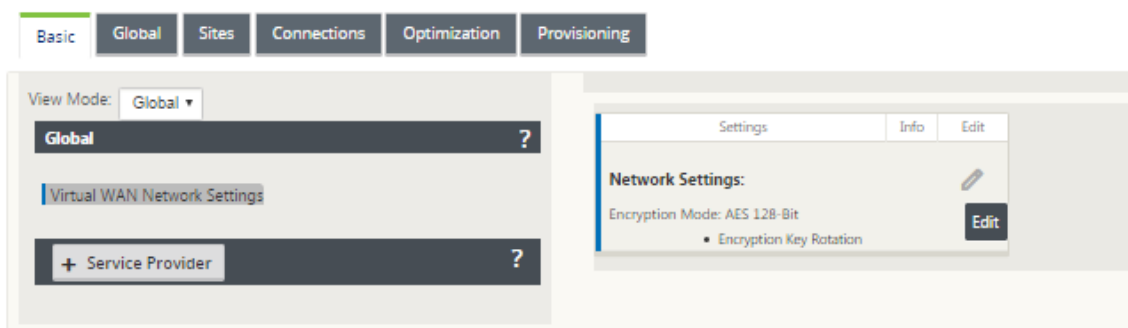 Basic Global Sites Connections Optimization Provisioning
View Mode: Global ▾
Global ?
Virtual WAN Network Settings
+ Service Provider ?
Settings Info Edit
Network Settings:
Encryption Mode: AES 128-Bit
Edit
• Encryption Key Rotation